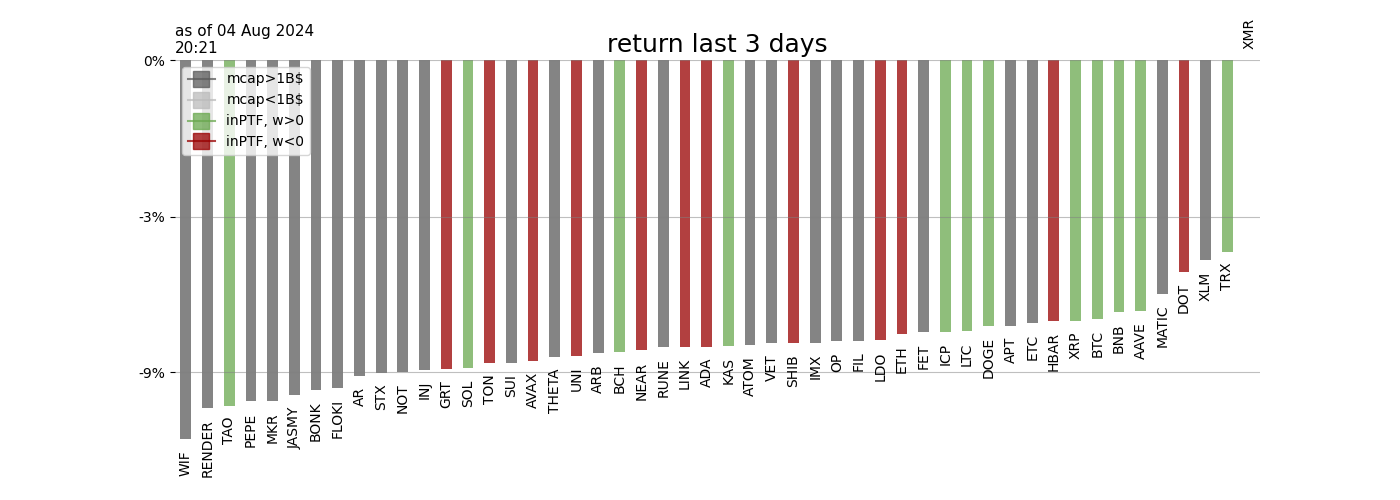 as of 04 Aug 2024
20:21
return last 3 days
XMR
0%
mcap>1B$
mcap<1B$
inPTF, w>0
inPTF, w<0
-3%
-9%
WIF
RENDER
TAO
PEPE
MKR
JASMY
BONK
FLOKI
AR
STX
NOT
INJ
GRT
SOL
TON
SUI
AVAX
THETA
UNI
ARB
BCH
NEAR
RUNE
LINK
ADA
KAS
ATOM
VET
SHIB
IMX
OP
FIL
LDO
ETH
FET
ICP
LTC
DOGE
APT
ETC
HBAR
XRP
BTC
BNB
AAVE
MATIC
DOT
XLM
TRX